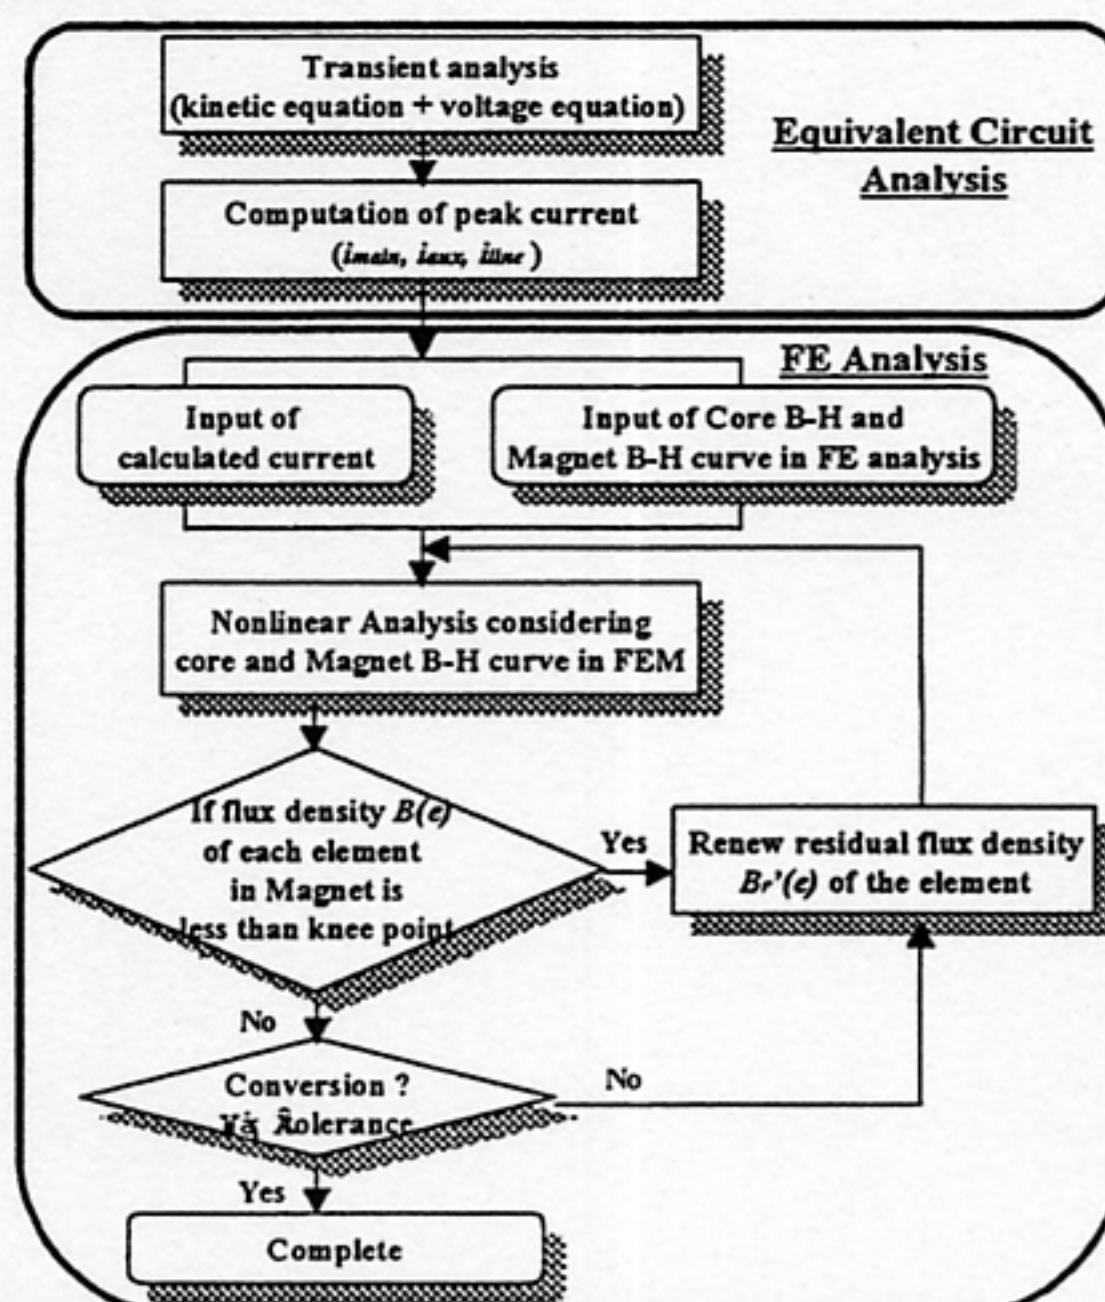 Transient analysis
(kinetic equation + voltage equation)
Equivalent Circuit
Analysis
Computation of peak current
(imain, iaux, iline)
FE Analysis
Input of
calculated current
Input of Core B-H and
Magnet B-H curve in FE analysis
Nonlinear Analysis considering
core and Magnet B-H curve in FEM
If flux density B(e)
of each element
in Magnet is
less than knee point
Yes
Renew residual flux density
Br'(e) of the element
No
Conversion ?
No
Yes
Complete